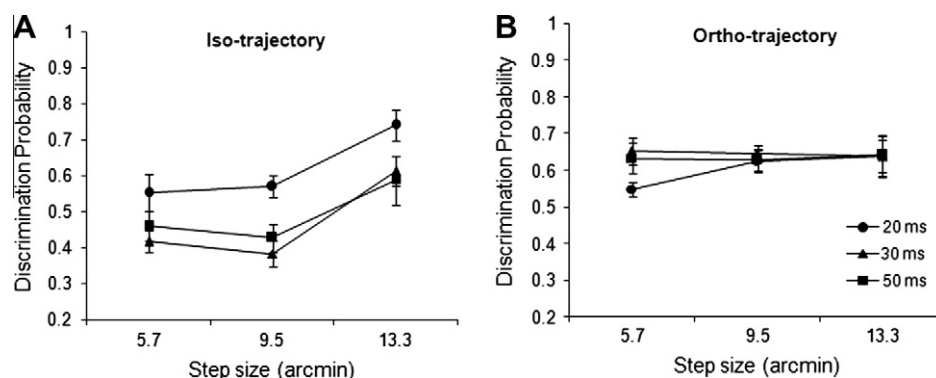 A
Iso-trajectory
Discrimination Probability
1
0.9
0.8
0.7
0.6
0.5
0.4
0.3
0.2
5.7 9.5 13.3
Step size (arcmin)
B
Ortho-trajectory
Discrimination Probability
1
0.9
0.8
0.7
0.6
0.5
0.4
0.3
0.2
20 ms
30 ms
50 ms
5.7 9.5 13.3
Step size (arcmin)